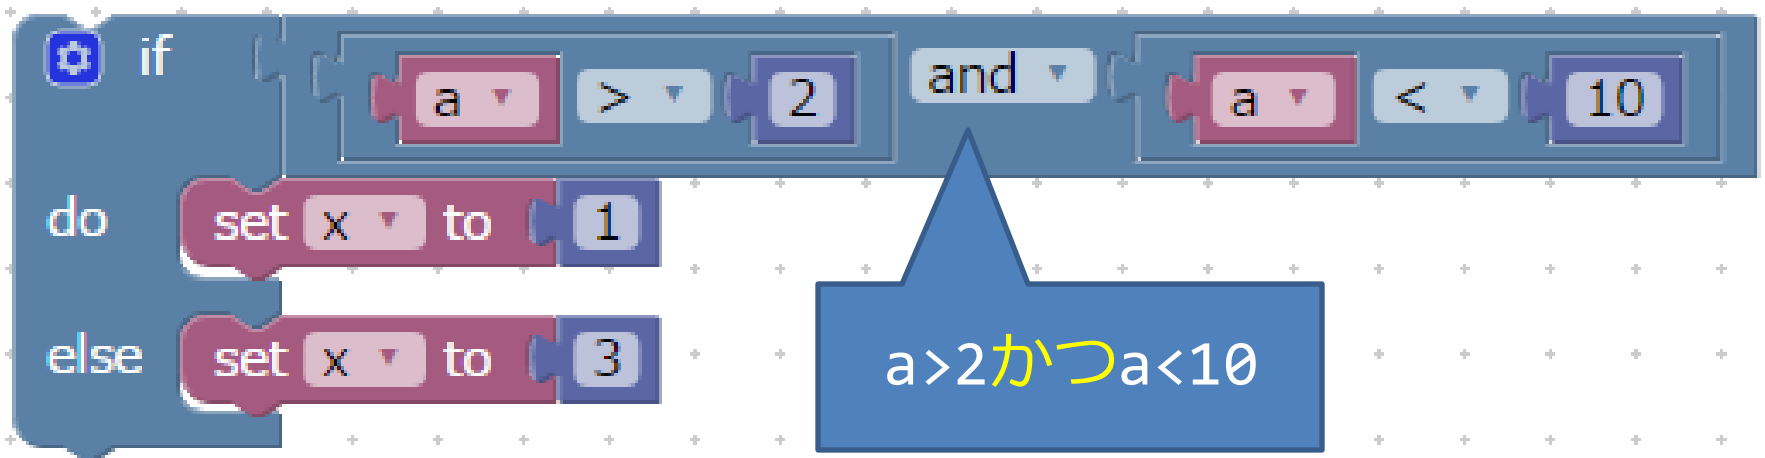 if a > 2 and a < 10
do set x to 1
else set x to 3
a>2かつa<10